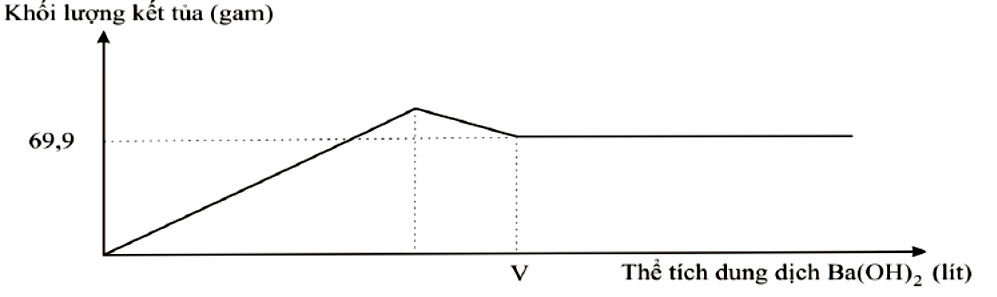 Khối lượng kết tủa (gam)
69,9
V
Thể tích dung dịch Ba(OH)₂ (lít)